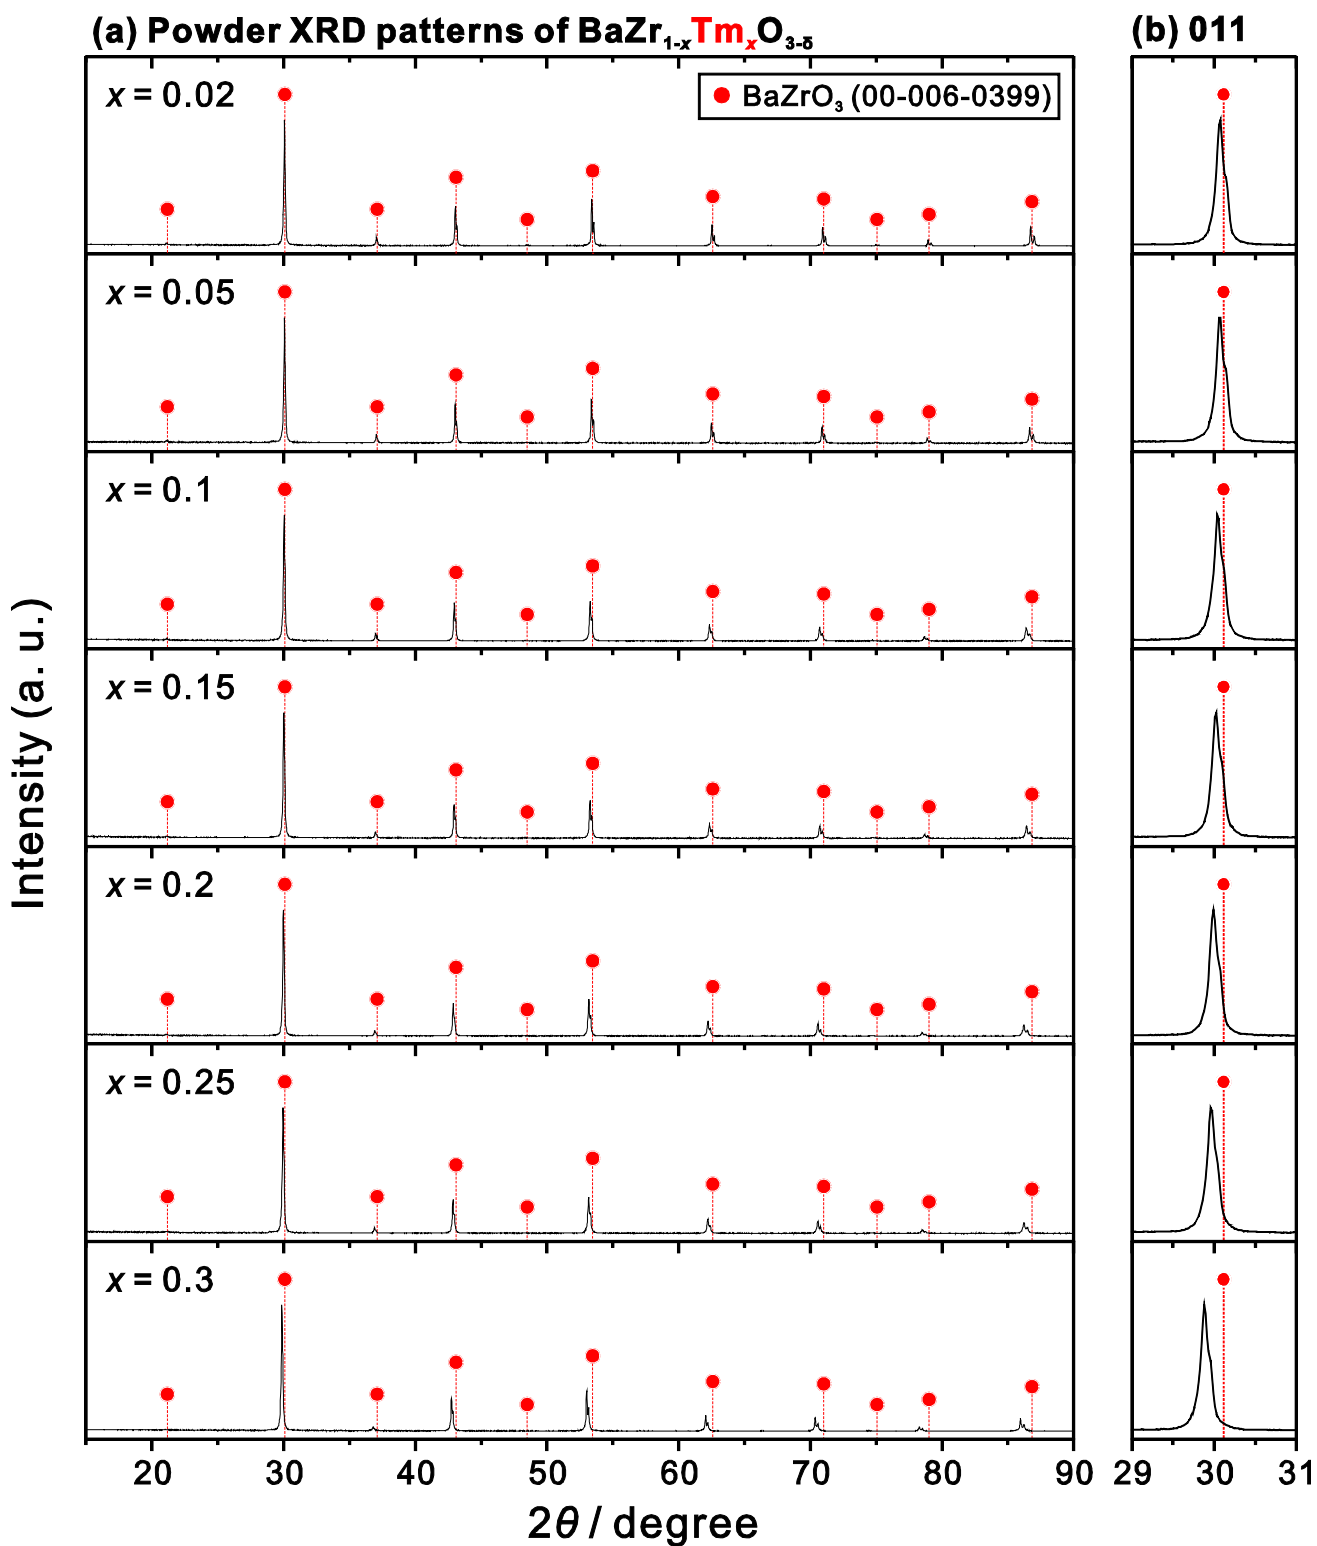 (a) Powder XRD patterns of BaZr1-xTmxO3-δ
(b) 011
x = 0.02
BaZrO3 (00-006-0399)
x = 0.05
x = 0.1
x = 0.15
x = 0.2
x = 0.25
x = 0.3
Intensity (a. u.)
20 30 40 50 60 70 80 90
29 30 31
2θ / degree